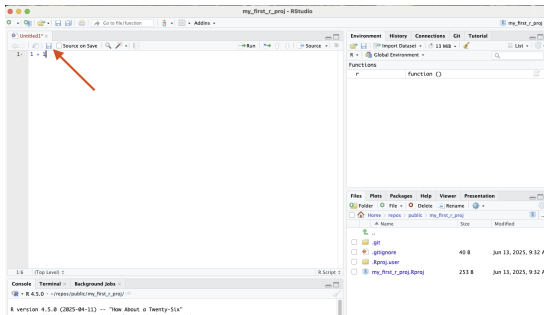 my_first_r_proj - RStudio
Go to file/function
Addins
my_first_r_proj
Untitled1*
Source on Save
Run
Source
1 1 + 1
1:6 (Top Level)
R Script
Console Terminal Background Jobs
R 4.5.0 · ~/repos/public/my_first_r_proj/
R version 4.5.0 (2025-04-11) -- "How About a Twenty-Six"
Environment History Connections Git Tutorial
Import Dataset
13 MiB
List
R
Global Environment
Functions
r function ()
Files Plots Packages Help Viewer Presentation
Folder File Delete Rename
Home repos public my_first_r_proj
Name Size Modified
..
.git
.gitignore 40 B Jun 13, 2025, 9:32 A
.Rproj.user
my_first_r_proj.Rproj 253 B Jun 13, 2025, 9:32 A